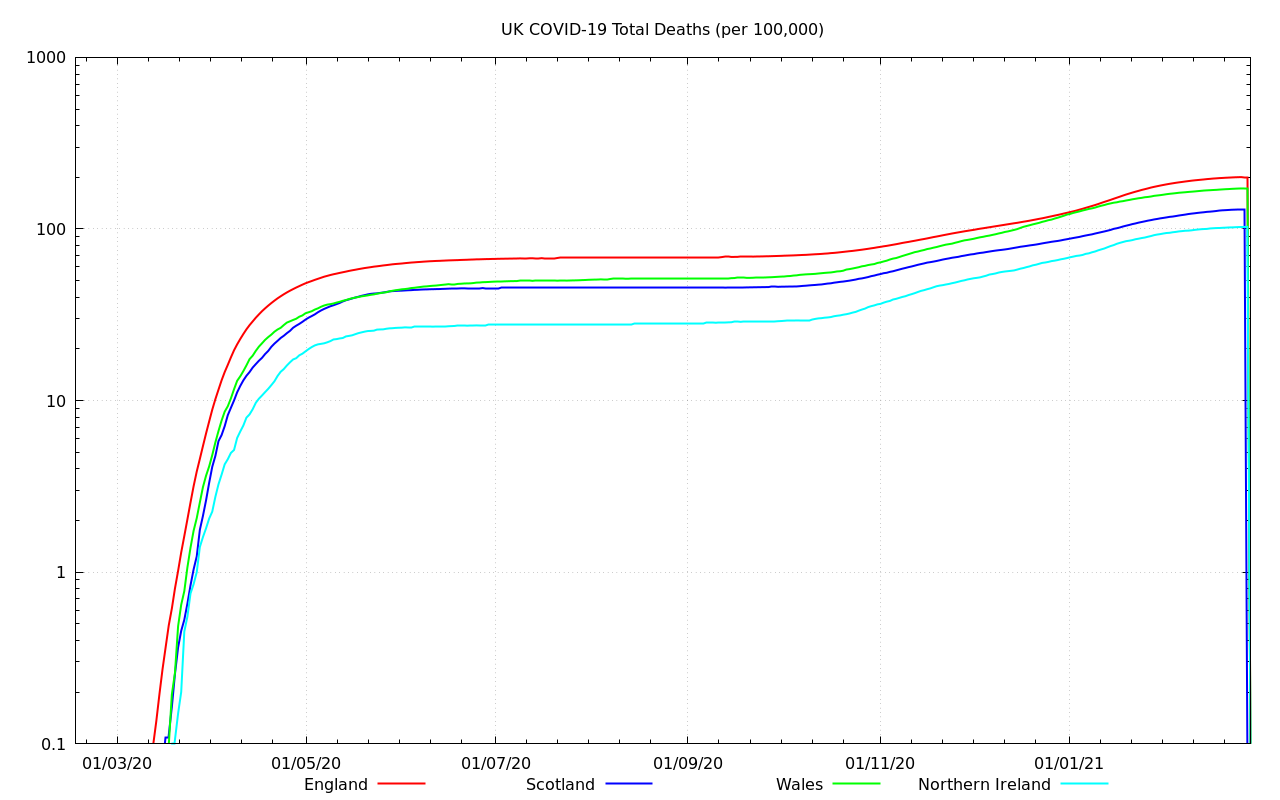 UK COVID-19 Total Deaths (per 100,000)
1000
100
10
1
0.1
01/03/20 01/05/20 01/07/20 01/09/20 01/11/20 01/01/21
England Scotland Wales Northern Ireland